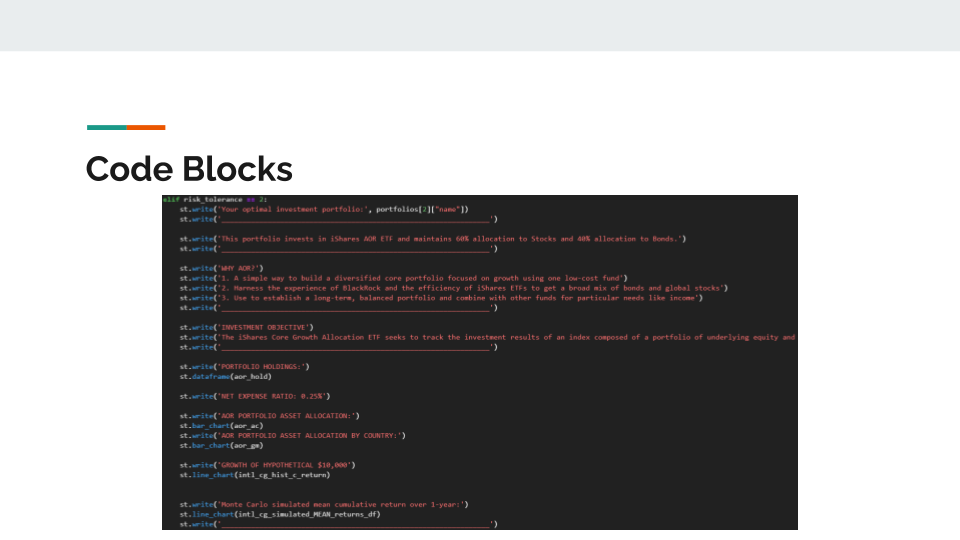 Code Blocks
elif risk_tolerance == 2:
st.write('Your optimal investment portfolio:', portfolios[2]["name"])
st.write('________________________________________________________________')
st.write('This portfolio invests in iShares AOR ETF and maintains 60% allocation to Stocks and 40% allocation to Bonds.')
st.write('________________________________________________________________')
st.write('WHY AOR?')
st.write('1. A simple way to build a diversified core portfolio focused on growth using one low-cost fund')
st.write('2. Harness the experience of BlackRock and the efficiency of iShares ETFs to get a broad mix of bonds and global stocks')
st.write('3. Use to establish a long-term, balanced portfolio and combine with other funds for particular needs like income')
st.write('________________________________________________________________')
st.write('INVESTMENT OBJECTIVE')
st.write('The iShares Core Growth Allocation ETF seeks to track the investment results of an index composed of a portfolio of underlying equity and
st.write('________________________________________________________________')
st.write('PORTFOLIO HOLDINGS:')
st.dataframe(aor_hold)
st.write('NET EXPENSE RATIO: 0.25%')
st.write('AOR PORTFOLIO ASSET ALLOCATION:')
st.bar_chart(aor_ac)
st.write('AOR PORTFOLIO ASSET ALLOCATION BY COUNTRY:')
st.bar_chart(aor_gm)
st.write('GROWTH OF HYPOTHETICAL $10,000')
st.line_chart(intl_cg_hist_c_return)
st.write('Monte Carlo simulated mean cumulative return over 1-year:')
st.line_chart(intl_cg_simulated_MEAN_returns_df)
st.write('________________________________________________________________')